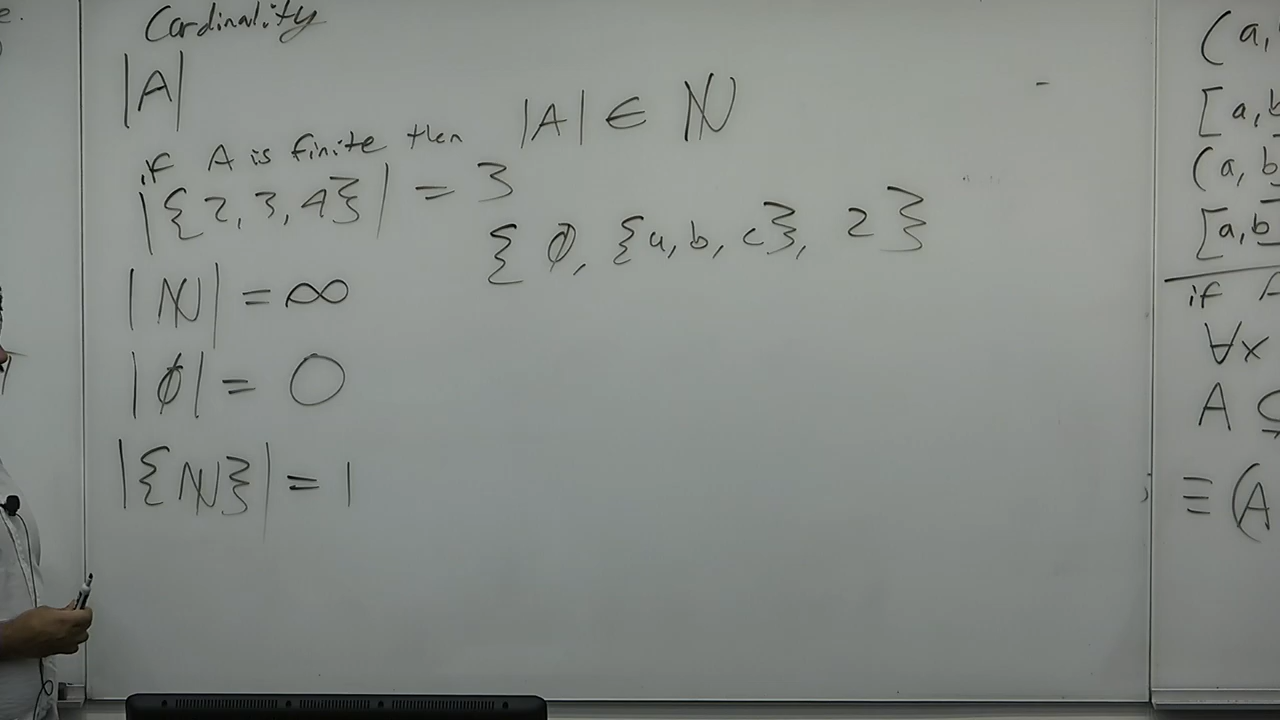 Cardinality
|A|
if A is finite then |A| ∈ ℕ
|{2, 3, 4}| = 3
{∅, {a, b, c}, 2}
|ℕ| = ∞
|∅| = 0
|{ℕ}| = 1
(a,
[a, b
(a, b
[a, b
if A
∀x
A ⊆
≡ (A